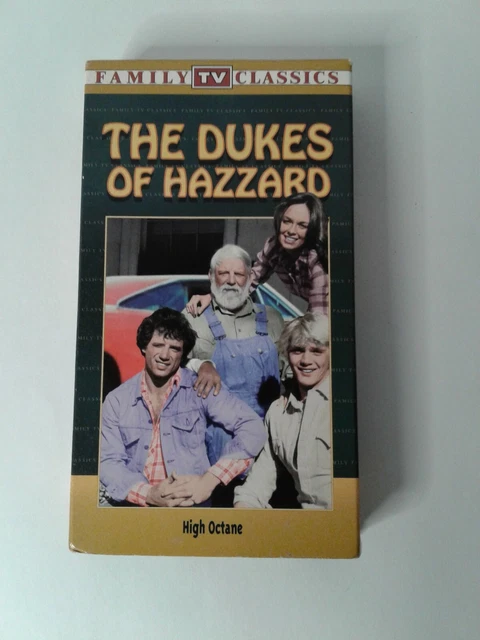 FAMILY TV CLASSICS
THE DUKES
OF HAZZARD
High Octane